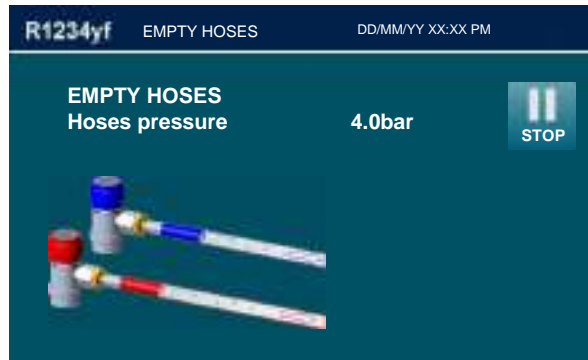 R1234yf EMPTY HOSES DD/MM/YY XX:XX PM
EMPTY HOSES
Hoses pressure 4.0bar
STOP